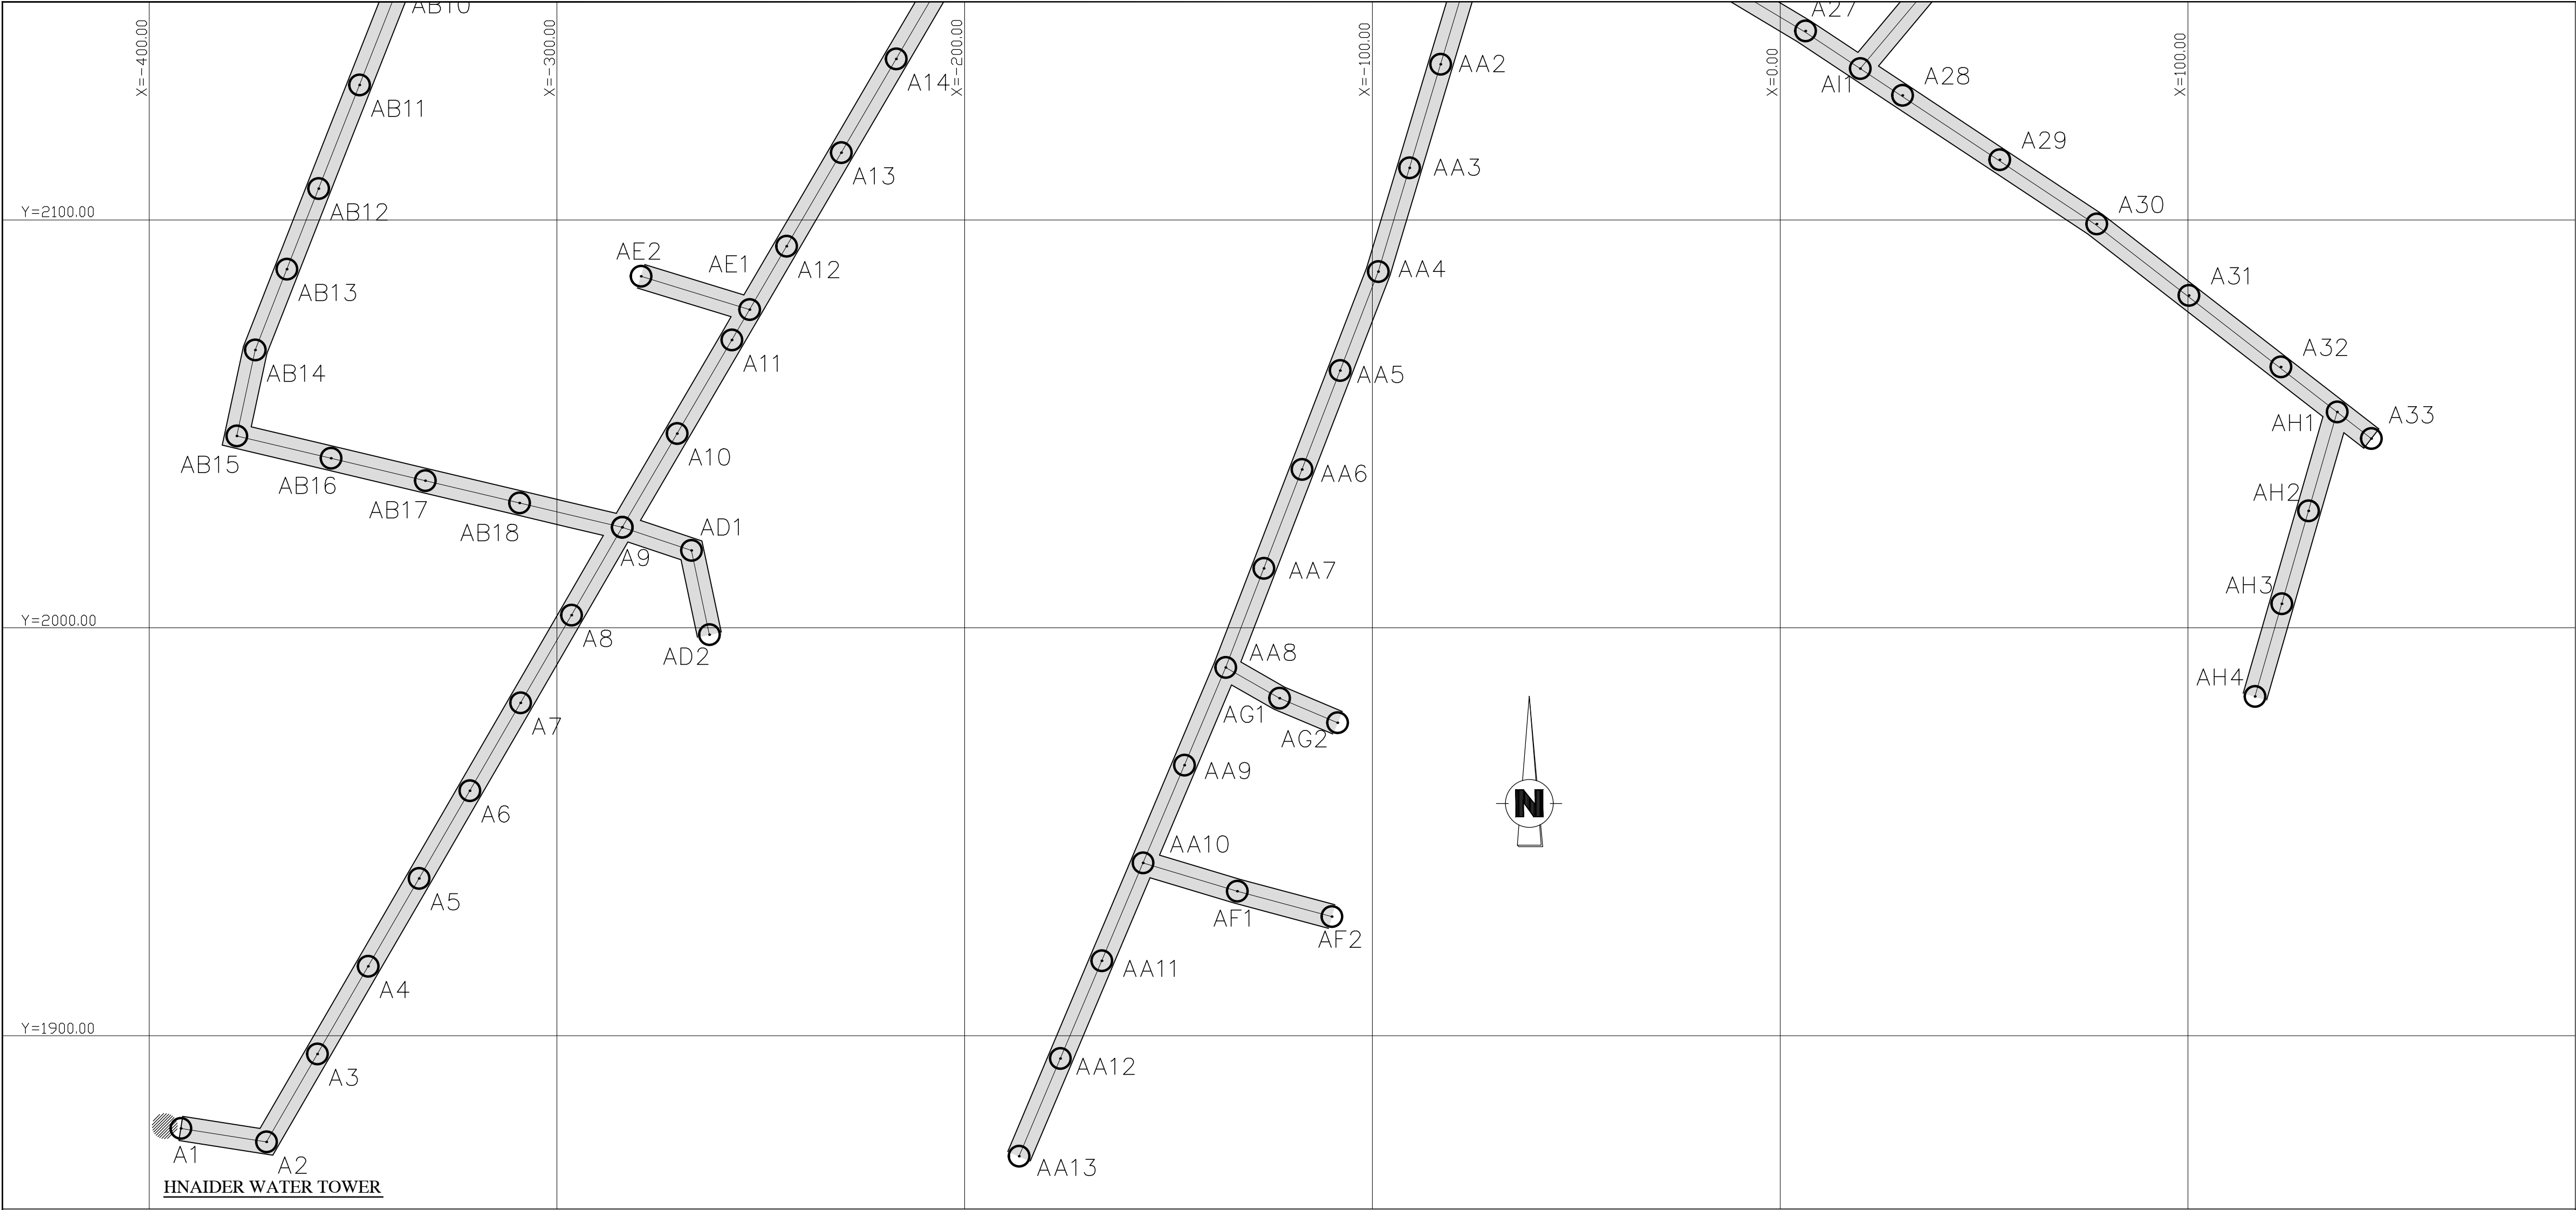 AB10
X=-400.00
X=-300.00
X=-200.00
X=-100.00
X=0.00
X=100.00
A27
A14
AA2
AI1
A28
AB11
A29
A13
AA3
AB12
A30
Y=2100.00
AE2
AE1
A12
AA4
A31
AB13
A32
A11
AB14
AA5
A33
AH1
AB15
A10
AB16
AA6
AH2
AB17
AB18
AD1
A9
AA7
AH3
Y=2000.00
A8
AD2
AA8
AH4
AG1
A7
AG2
AA9
N
A6
AA10
A5
AF1
AF2
AA11
A4
Y=1900.00
AA12
A3
A1
A2
AA13
HNAIDER WATER TOWER